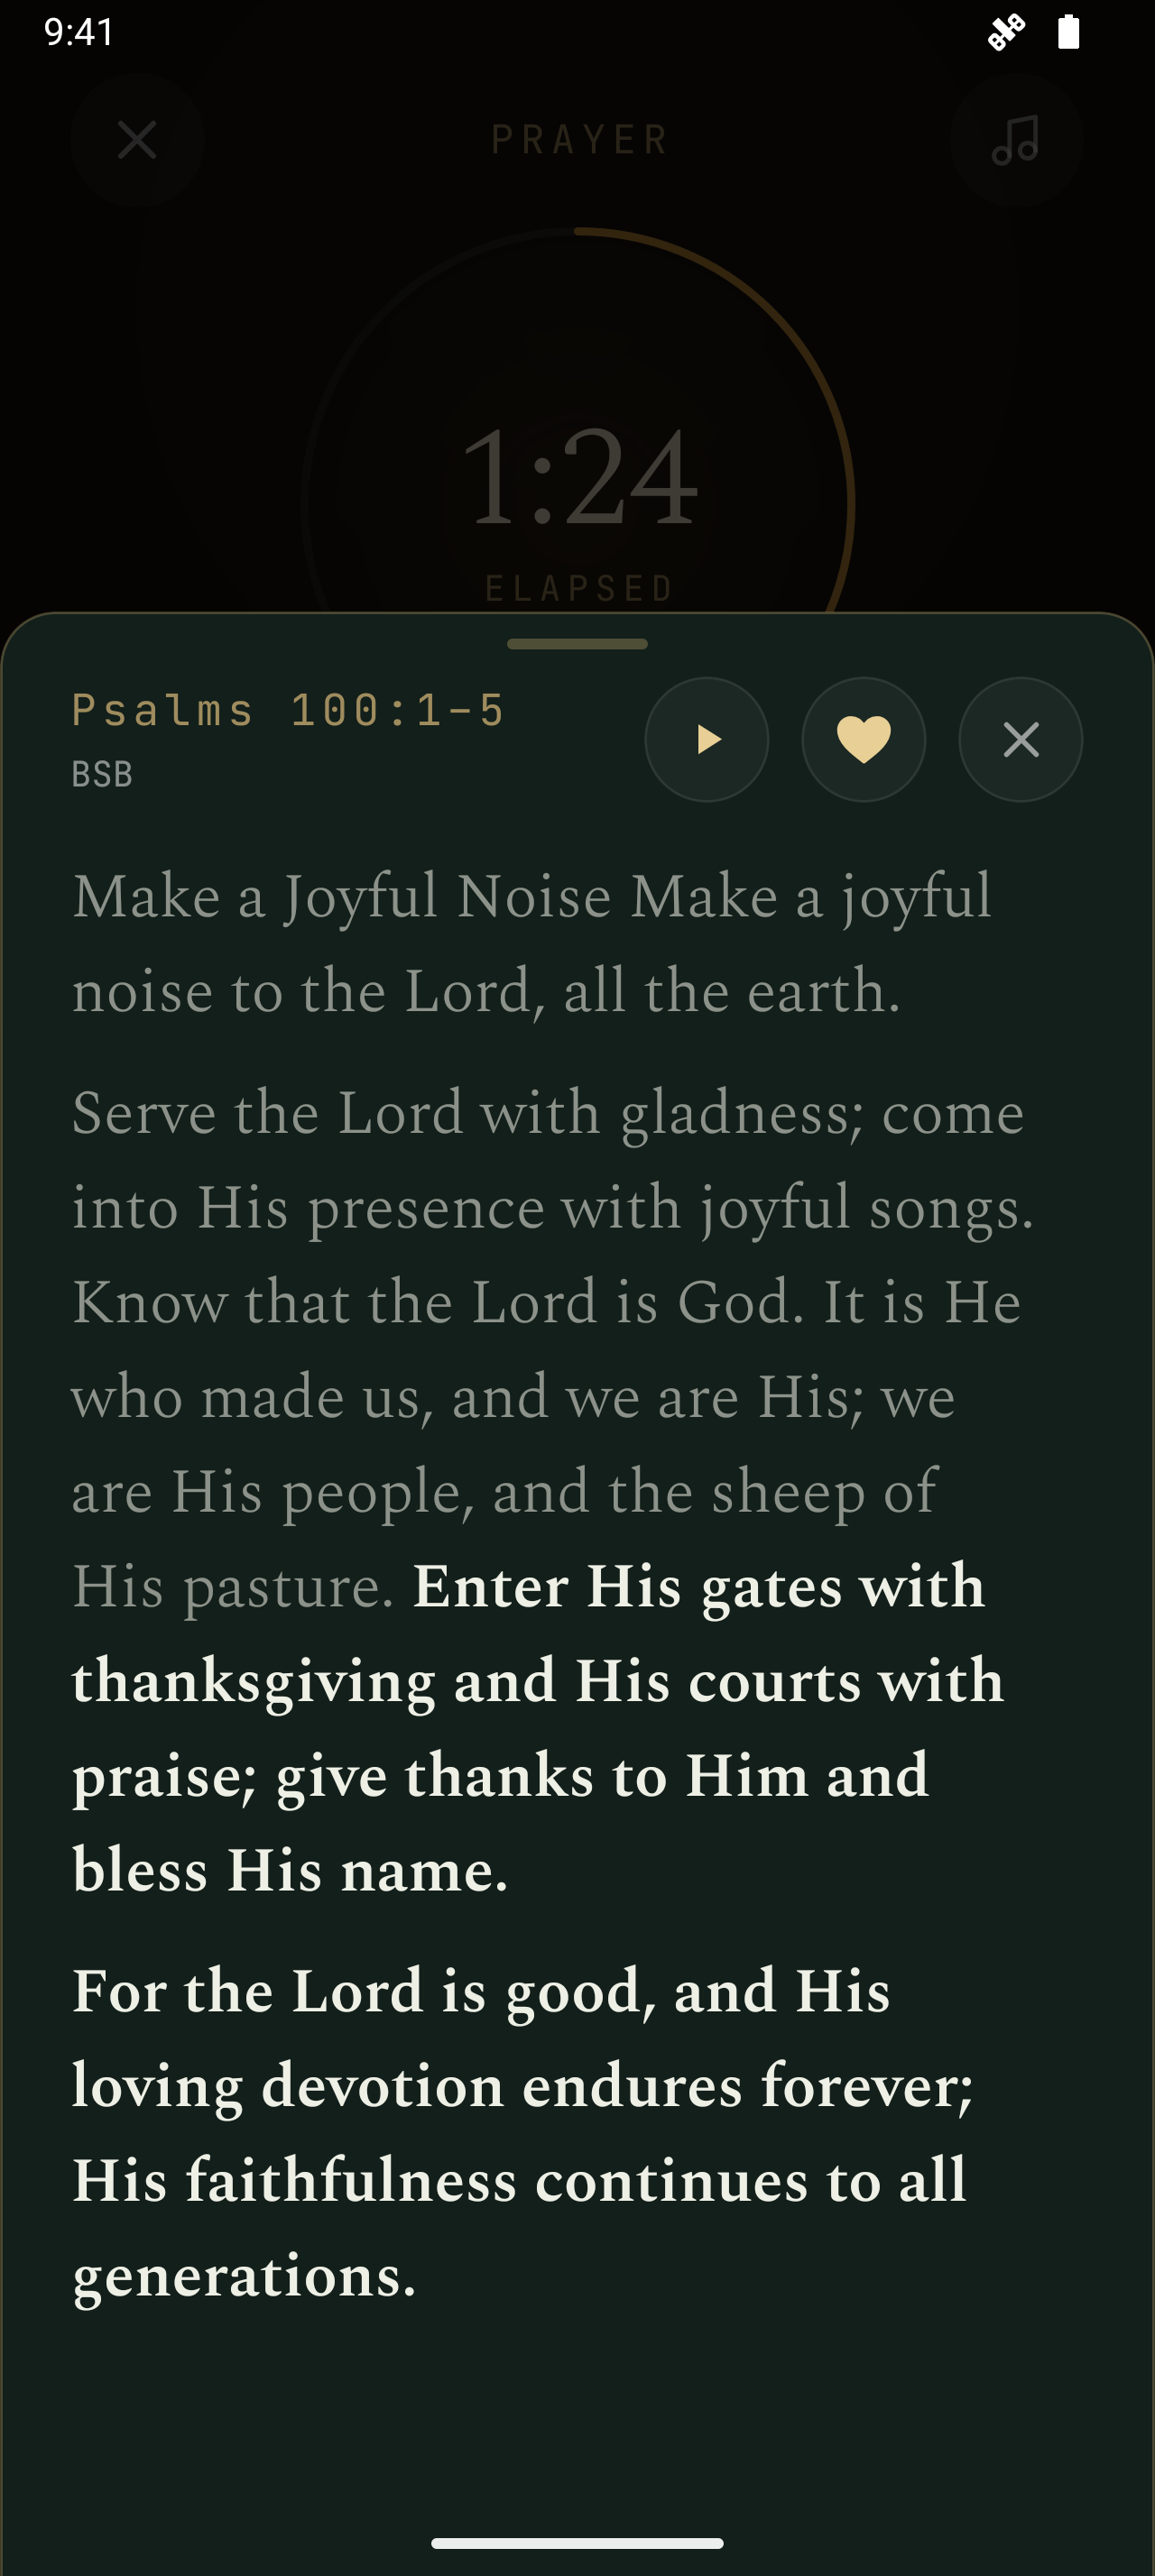 9:41
PRAYER
1:24
ELAPSED
Psalms 100:1–5
BSB
Make a Joyful Noise Make a joyful
noise to the Lord, all the earth.
Serve the Lord with gladness; come
into His presence with joyful songs.
Know that the Lord is God. It is He
who made us, and we are His; we
are His people, and the sheep of
His pasture. Enter His gates with
thanksgiving and His courts with
praise; give thanks to Him and
bless His name.
For the Lord is good, and His
loving devotion endures forever;
His faithfulness continues to all
generations.